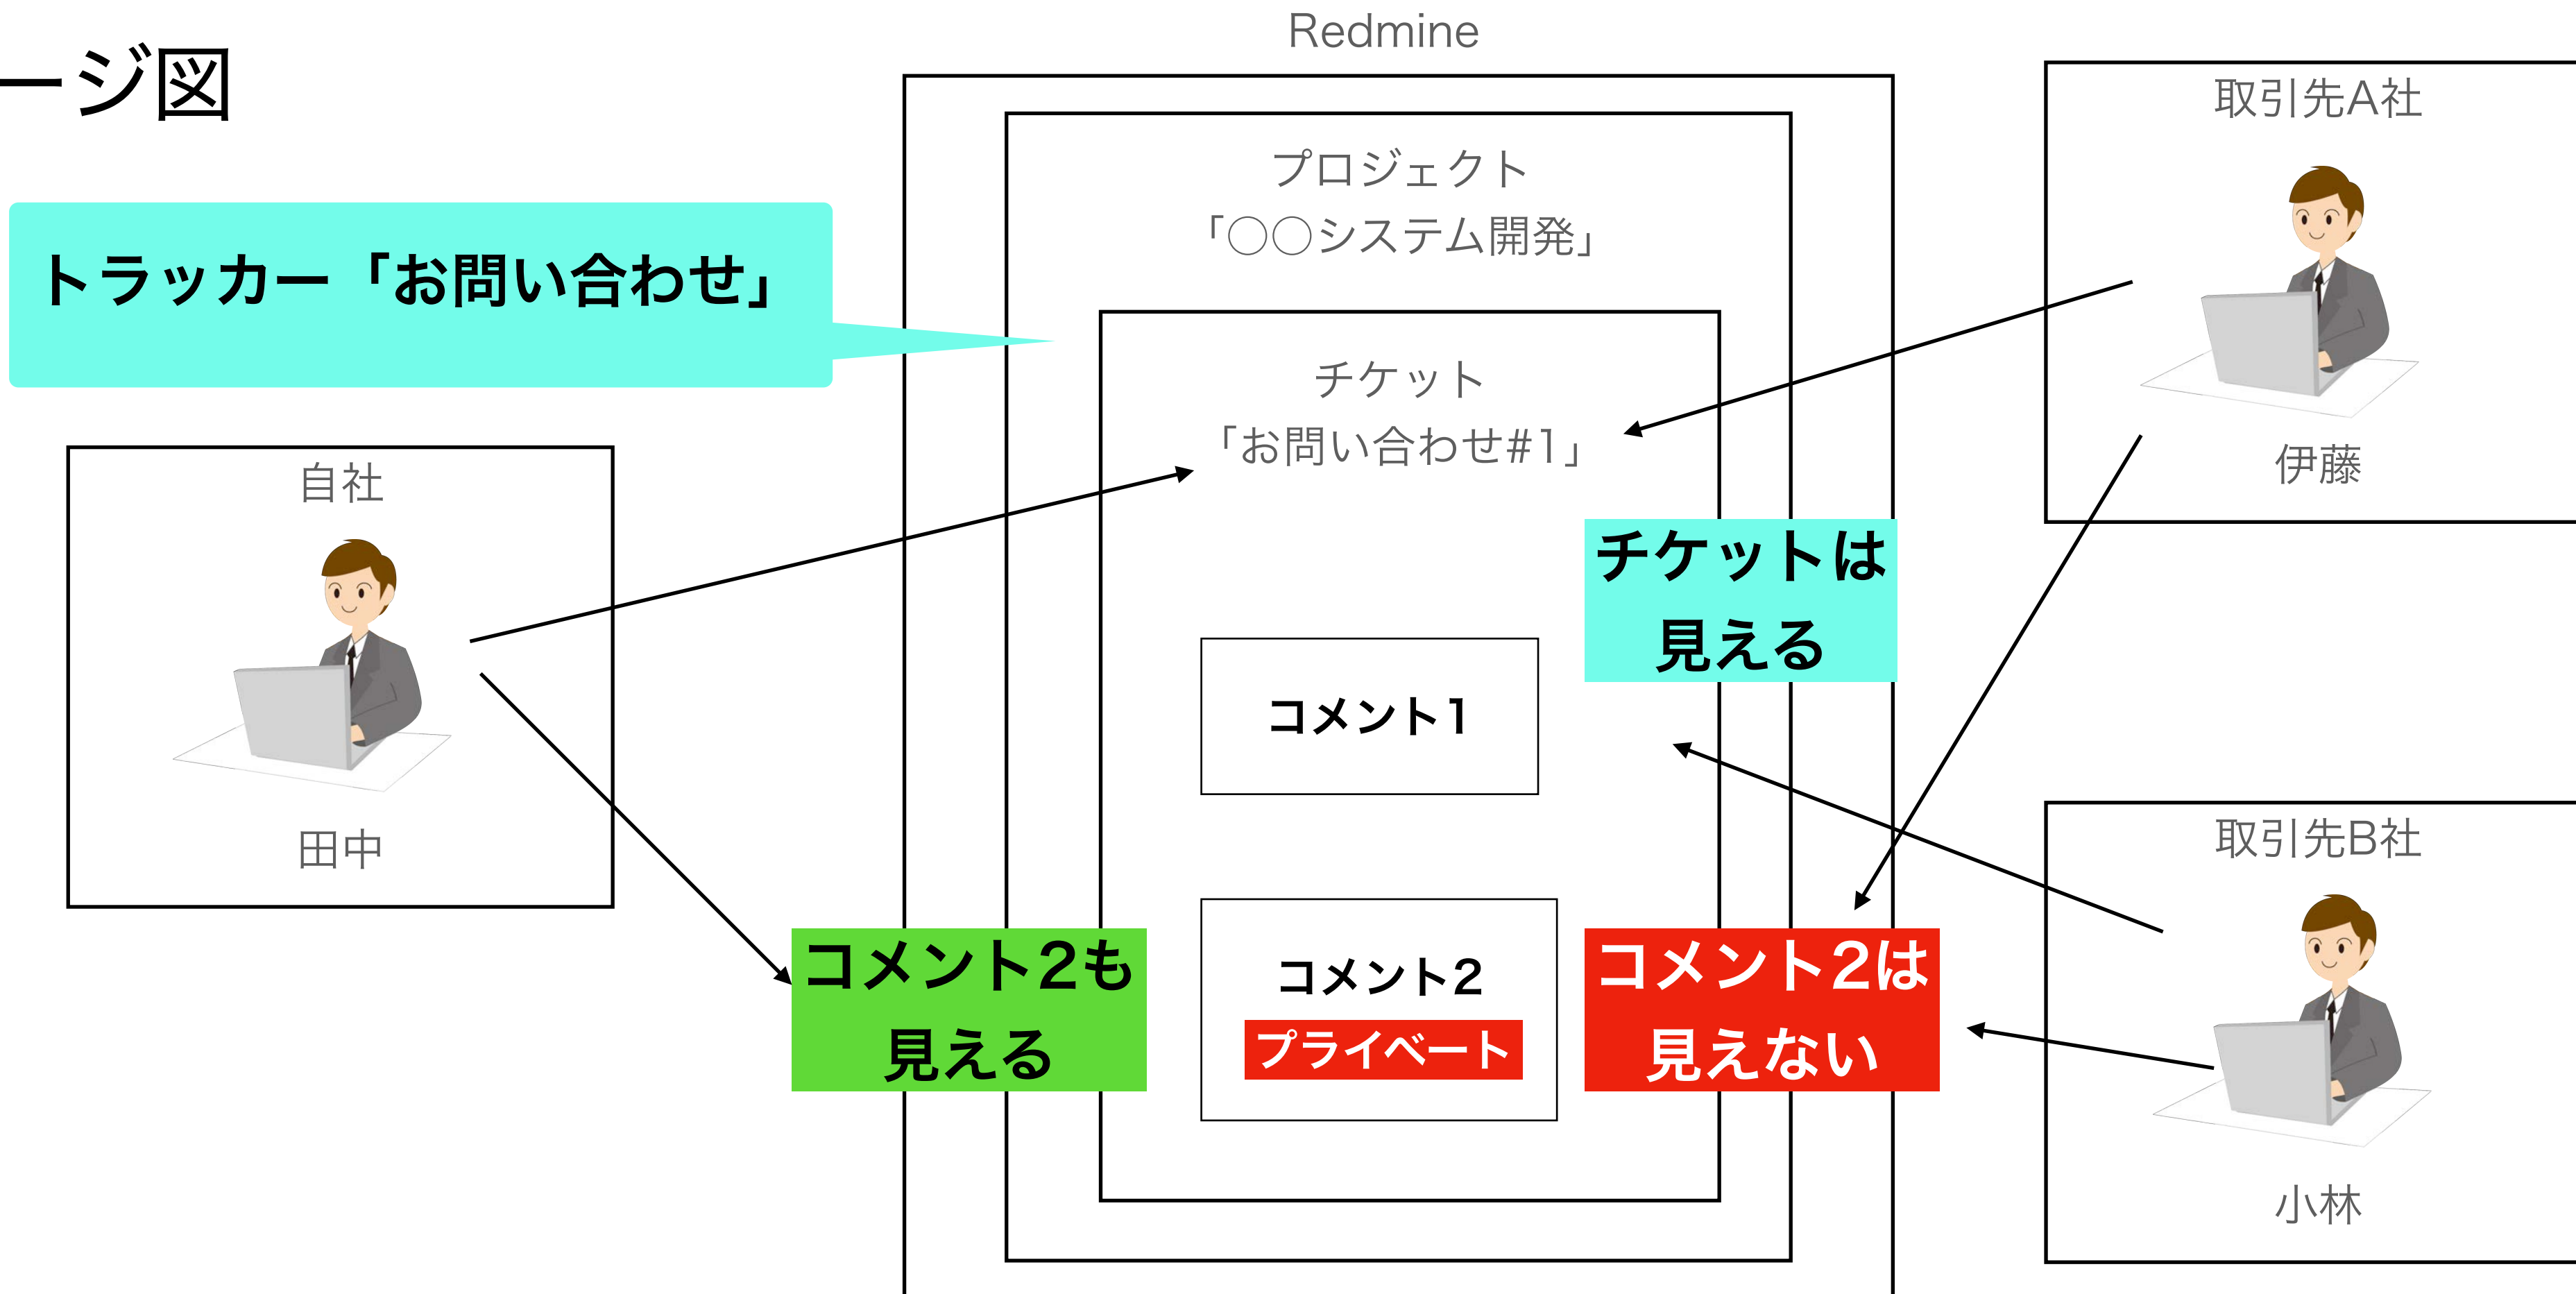 ージ図
Redmine
プロジェクト
「〇〇システム開発」
トラッカー「お問い合わせ」
チケット
「お問い合わせ#1」
自社
田中
取引先A社
伊藤
チケットは
見える
コメント1
コメント2も
見える
コメント2
プライベート
コメント2は
見えない
取引先B社
小林